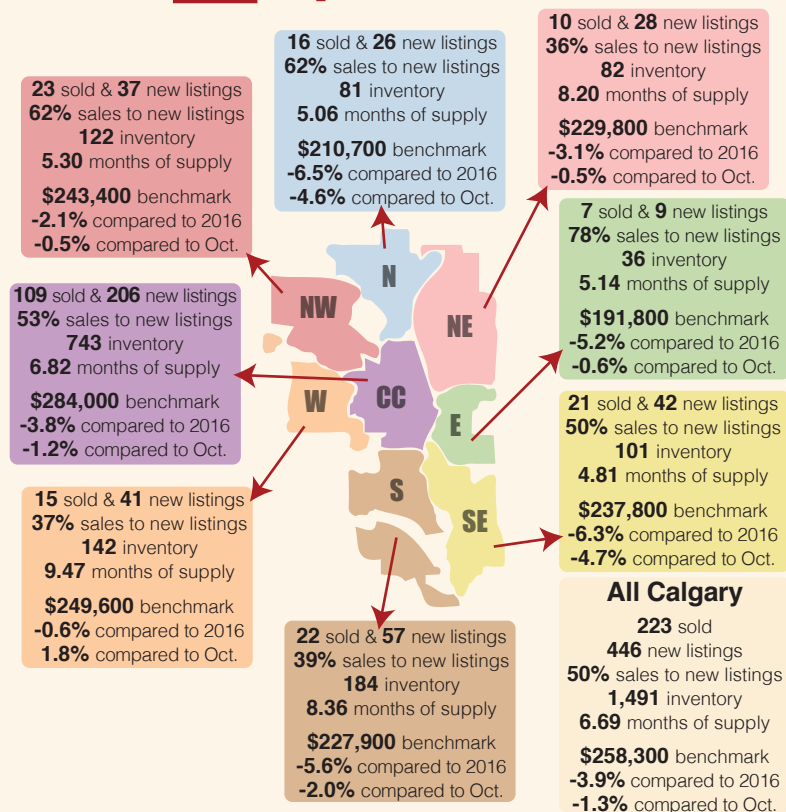 16 sold & 26 new listings
62% sales to new listings
81 inventory
5.06 months of supply
$210,700 benchmark
-6.5% compared to 2016
-4.6% compared to Oct.
10 sold & 28 new listings
36% sales to new listings
82 inventory
8.20 months of supply
$229,800 benchmark
-3.1% compared to 2016
-0.5% compared to Oct.
23 sold & 37 new listings
62% sales to new listings
122 inventory
5.30 months of supply
$243,400 benchmark
-2.1% compared to 2016
-0.5% compared to Oct.
7 sold & 9 new listings
78% sales to new listings
36 inventory
5.14 months of supply
$191,800 benchmark
-5.2% compared to 2016
-0.6% compared to Oct.
N
NW
NE
W
CC
E
S
SE
109 sold & 206 new listings
53% sales to new listings
743 inventory
6.82 months of supply
$284,000 benchmark
-3.8% compared to 2016
-1.2% compared to Oct.
21 sold & 42 new listings
50% sales to new listings
101 inventory
4.81 months of supply
$237,800 benchmark
-6.3% compared to 2016
-4.7% compared to Oct.
15 sold & 41 new listings
37% sales to new listings
142 inventory
9.47 months of supply
$249,600 benchmark
-0.6% compared to 2016
1.8% compared to Oct.
22 sold & 57 new listings
39% sales to new listings
184 inventory
8.36 months of supply
$227,900 benchmark
-5.6% compared to 2016
-2.0% compared to Oct.
All Calgary
223 sold
446 new listings
50% sales to new listings
1,491 inventory
6.69 months of supply
$258,300 benchmark
-3.9% compared to 2016
-1.3% compared to Oct.